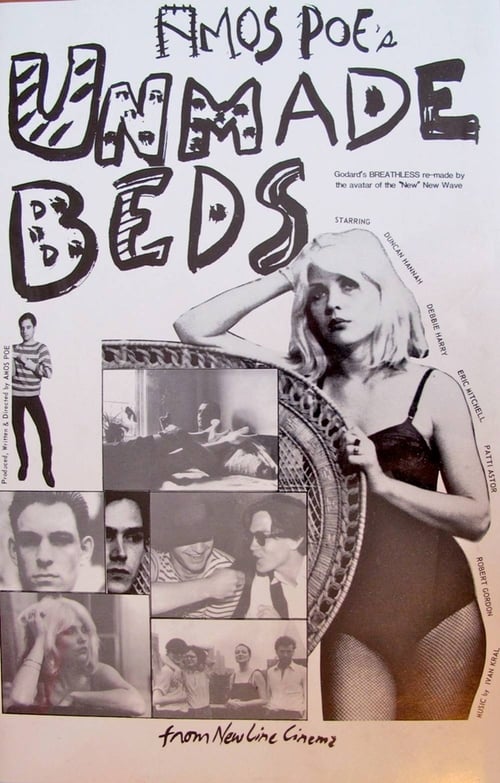 AMOS POE's
UNMADE
BEDS
Godard's BREATHLESS re-made by
the avatar of the "New" New Wave
STARRING
DUNCAN HANNAH
DEBBIE HARRY
ERIC MITCHELL
PATTI ASTOR
ROBERT GORDON
MUSIC by IVAN KRAL
Produced, Written & Directed by AMOS POE
from New Line Cinema